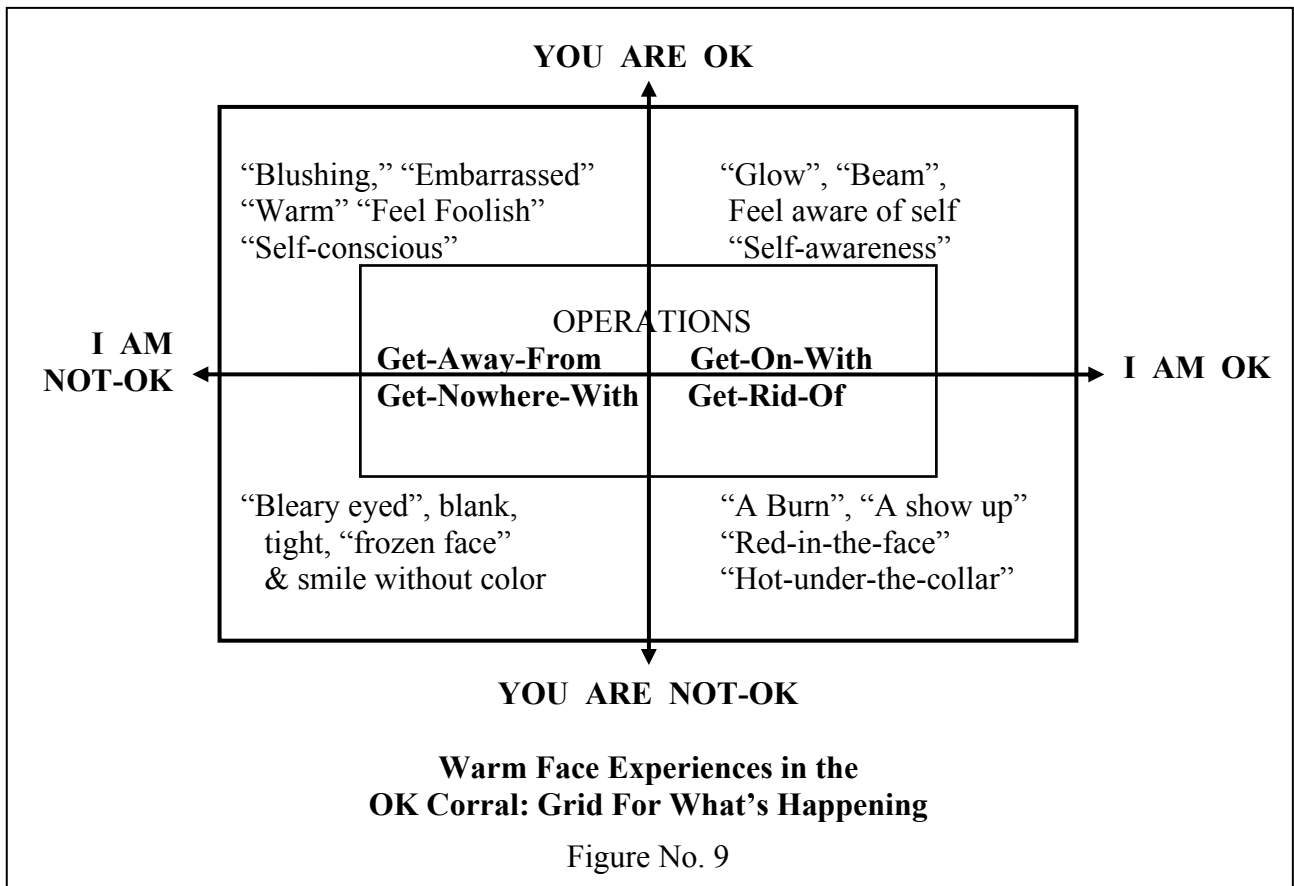 YOU ARE OK
“Blushing,” “Embarrassed”
“Warm” “Feel Foolish”
“Self-conscious”
“Glow”, “Beam”,
Feel aware of self
“Self-awareness”
OPERATIONS
I AM
NOT-OK
Get-Away-From
Get-On-With
Get-Nowhere-With
Get-Rid-Of
I AM OK
“Bleary eyed”, blank,
tight, “frozen face”
& smile without color
“A Burn”, “A show up”
“Red-in-the-face”
“Hot-under-the-collar”
YOU ARE NOT-OK
Warm Face Experiences in the
OK Corral: Grid For What’s Happening
Figure No. 9